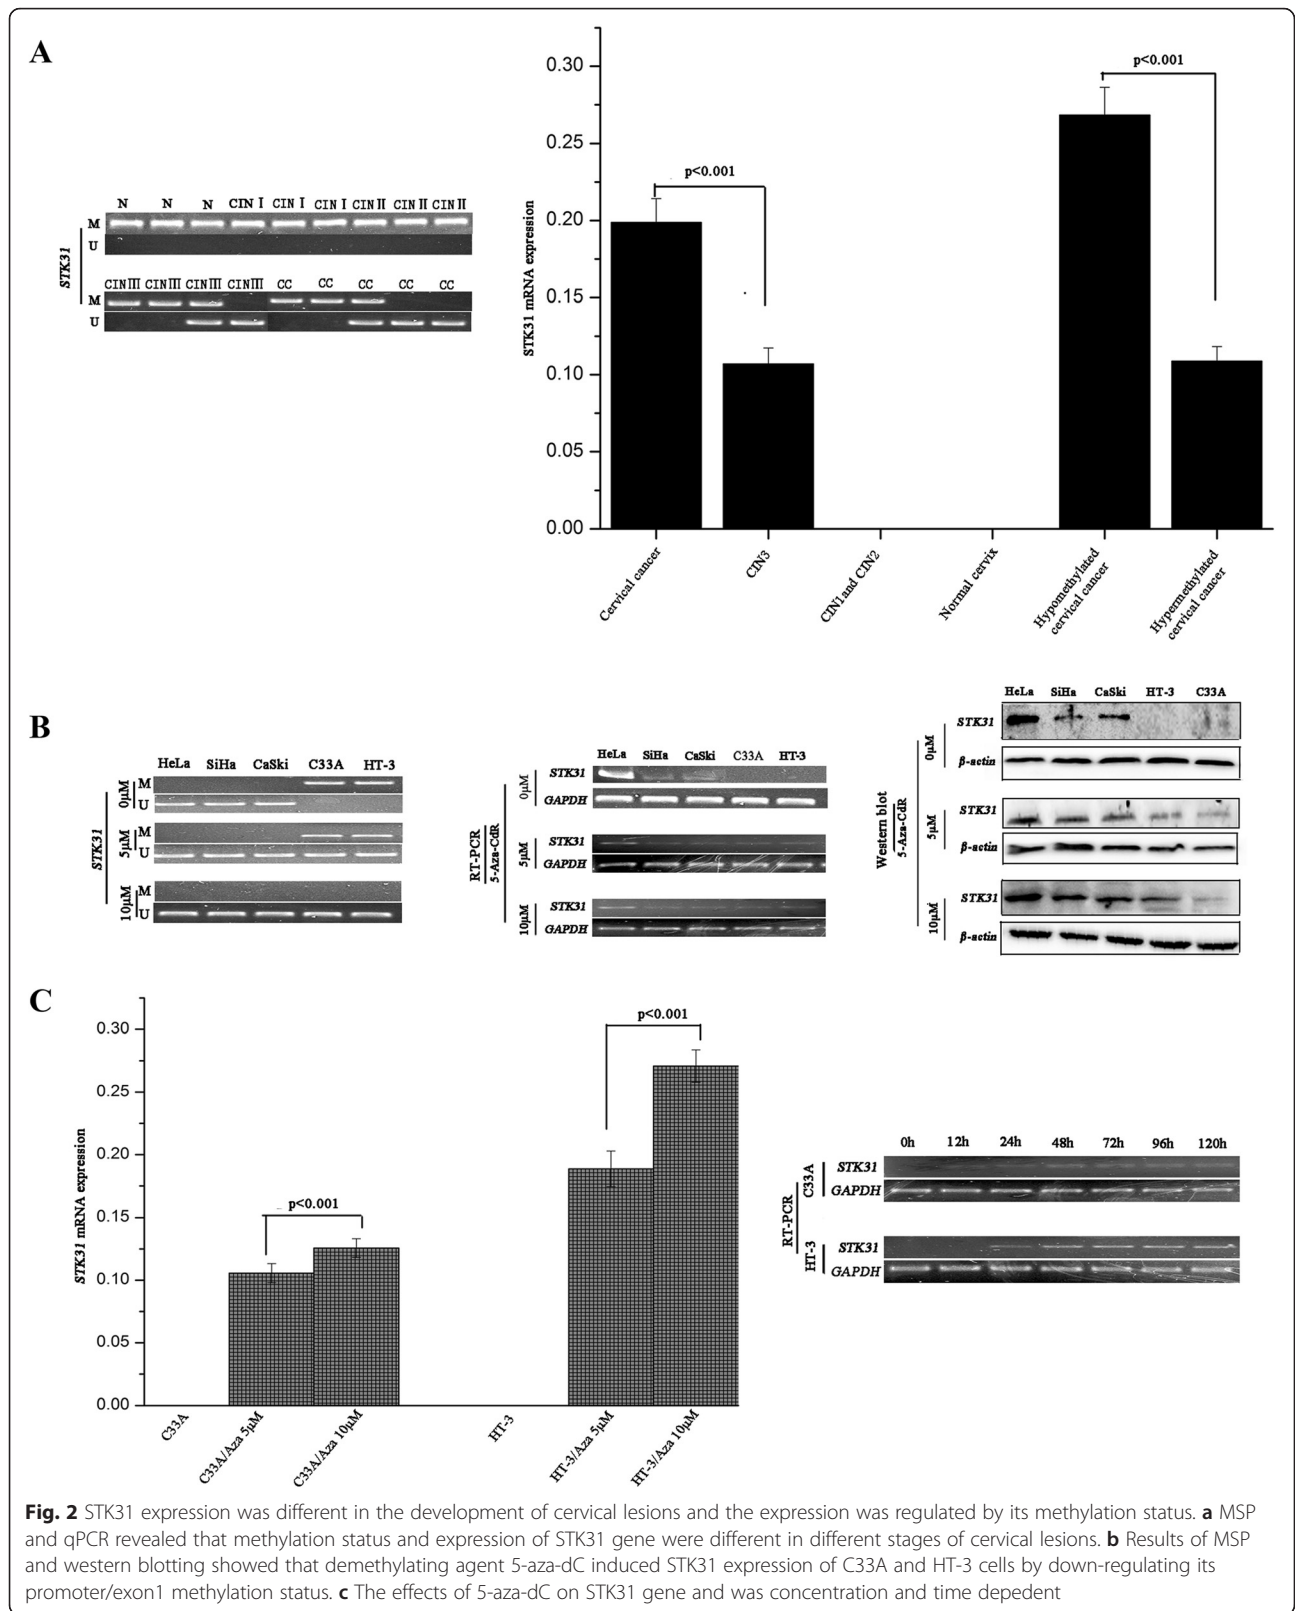 A
N N N CIN I CIN I CIN I CIN II CIN II CIN II
M
U
STK31
CIN III CIN III CIN III CIN III CC CC CC CC CC
M
U
STK31 mRNA expression
0.30
0.25
0.20
0.15
0.10
0.05
0.00
p<0.001
p<0.001
Cervical cancer
CIN3
CIN1and CIN2
Normal cervix
Hypomethylated
cervical cancer
Hypermethylated
cervical cancer
B
HeLa SiHa CaSki C33A HT-3
STK31
0μM
M
U
5μM
M
U
10μM
M
U
HeLa SiHa CaSki C33A HT-3
RT-PCR
5-Aza-CdR
0μM
STK31
GAPDH
5μM
STK31
GAPDH
10μM
STK31
GAPDH
HeLa SiHa CaSki HT-3 C33A
Western blot
5-Aza-CdR
0μM
STK31
β-actin
5μM
STK31
β-actin
10μM
STK31
β-actin
C
STK31 mRNA expression
0.30
0.25
0.20
0.15
0.10
0.05
0.00
p<0.001
p<0.001
C33A
C33A/Aza 5μM
C33A/Aza 10μM
HT-3
HT-3/Aza 5μM
HT-3/Aza 10μM
0h 12h 24h 48h 72h 96h 120h
RT-PCR
C33A
STK31
GAPDH
HT-3
STK31
GAPDH
Fig. 2 STK31 expression was different in the development of cervical lesions and the expression was regulated by its methylation status. a MSP
and qPCR revealed that methylation status and expression of STK31 gene were different in different stages of cervical lesions. b Results of MSP
and western blotting showed that demethylating agent 5-aza-dC induced STK31 expression of C33A and HT-3 cells by down-regulating its
promoter/exon1 methylation status. c The effects of 5-aza-dC on STK31 gene and was concentration and time depedent